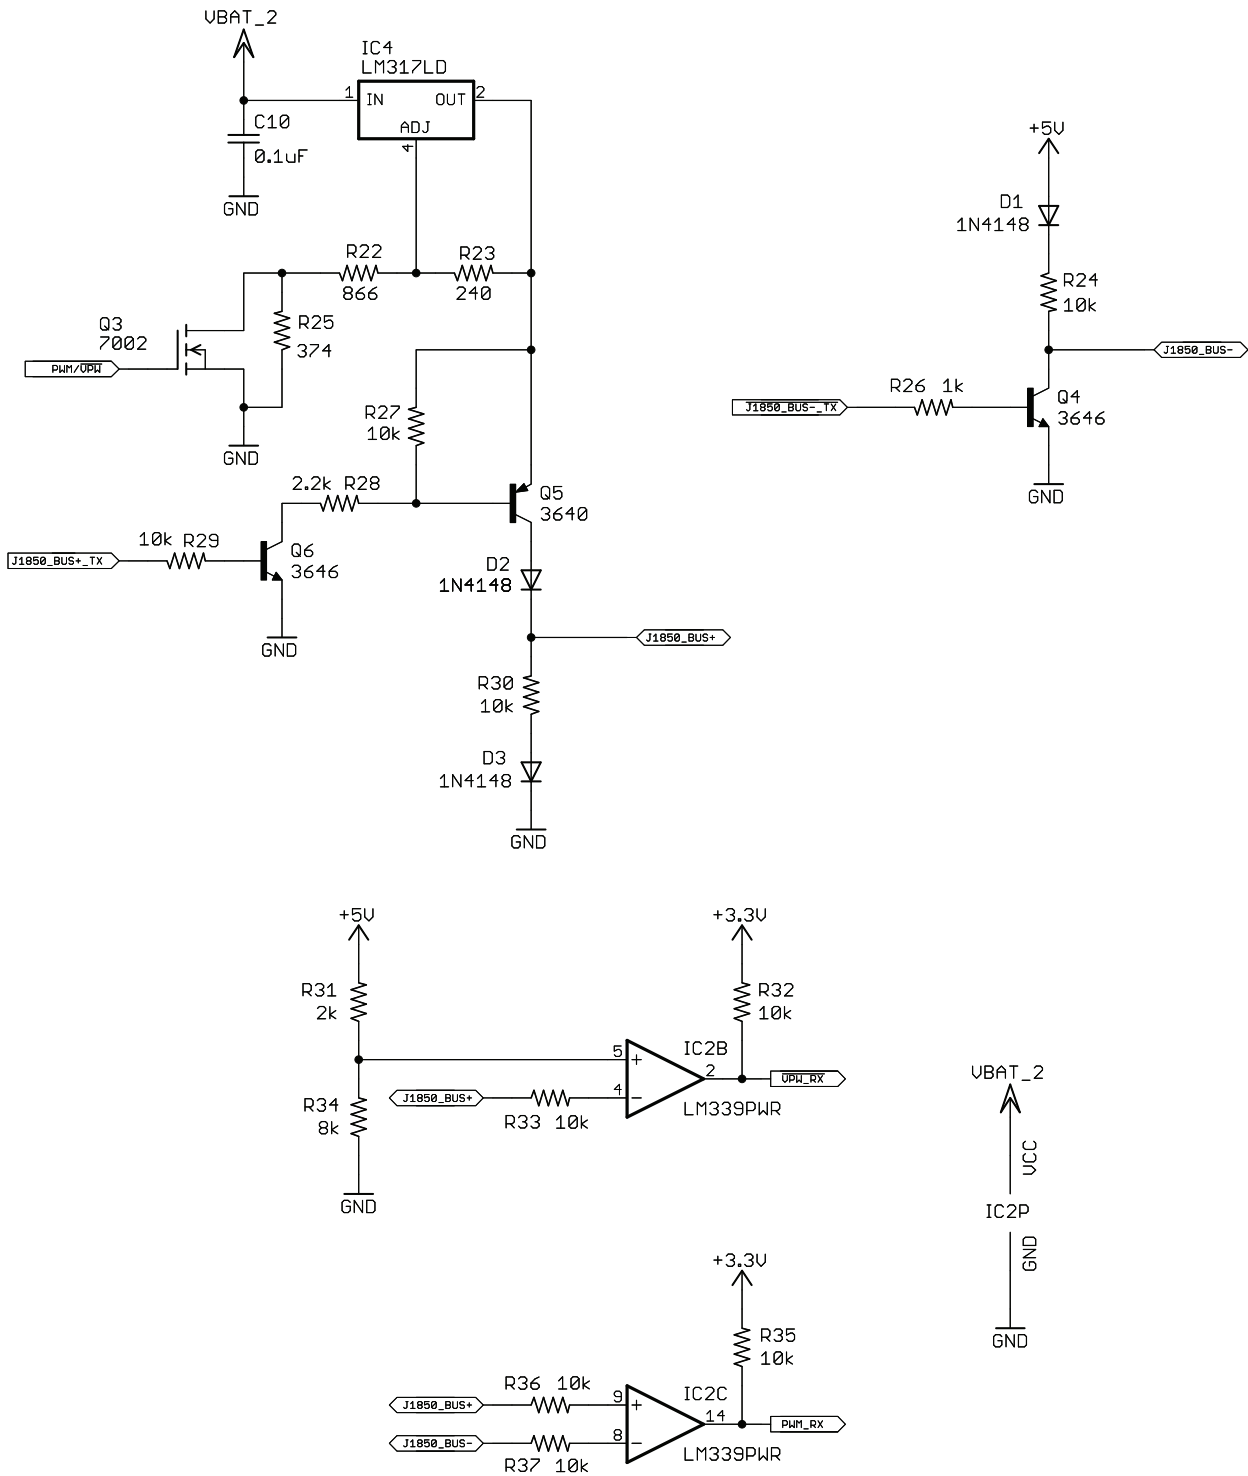 VBAT_2
IC4
LM317LD
1
IN
OUT
2
ADJ
4
C10
0.1uF
GND
R22
866
R23
240
Q3
7002
R25
374
PWM/VPW
GND
R27
10k
2.2k R28
Q5
3640
J1850_BUS+_TX
10k R29
Q6
3646
GND
D2
1N4148
J1850_BUS+
R30
10k
D3
1N4148
GND
+5V
D1
1N4148
R24
10k
J1850_BUS-
J1850_BUS-_TX
R26 1k
Q4
3646
GND
+5V
R31
2k
R34
8k
GND
+3.3V
R32
10k
5
+
IC2B
2
VPW_RX
J1850_BUS+
4
-
R33 10k
LM339PWR
VBAT_2
VCC
IC2P
GND
GND
+3.3V
R35
10k
R36 10k
J1850_BUS+
9
+
IC2C
14
PWM_RX
J1850_BUS-
8
-
R37 10k
LM339PWR